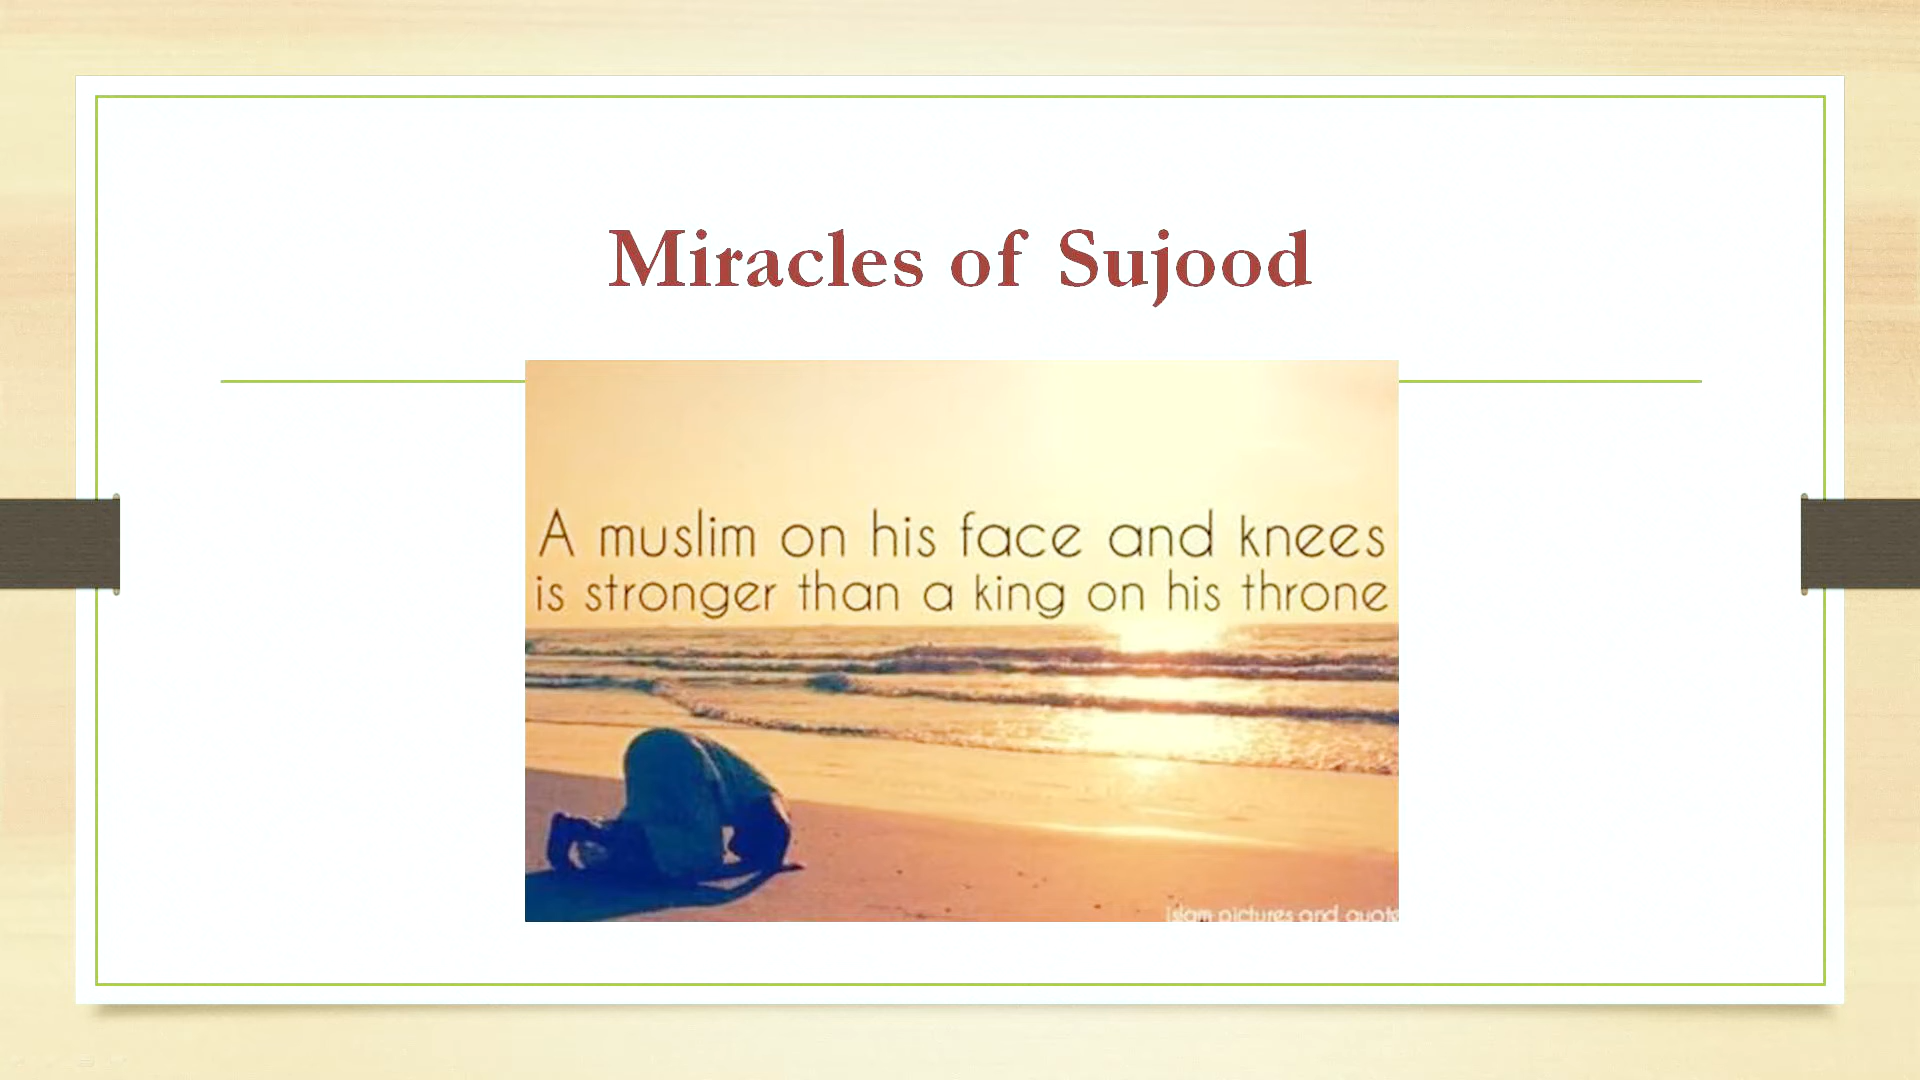 Miracles of Sujood
A muslim on his face and knees
is stronger than a king on his throne
islam pictures and quote